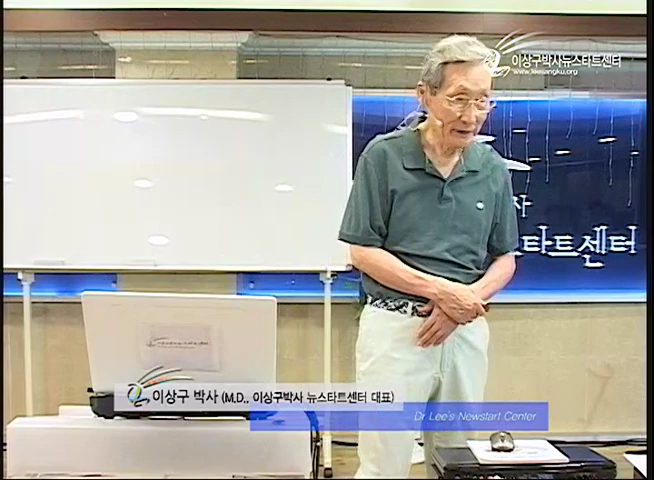 이상구박사뉴스타트센터
www.leesangku.org
자
스타트센터
이상구 박사 (M.D., 이상구박사 뉴스타트센터 대표)
Dr Lee's Newstart Center